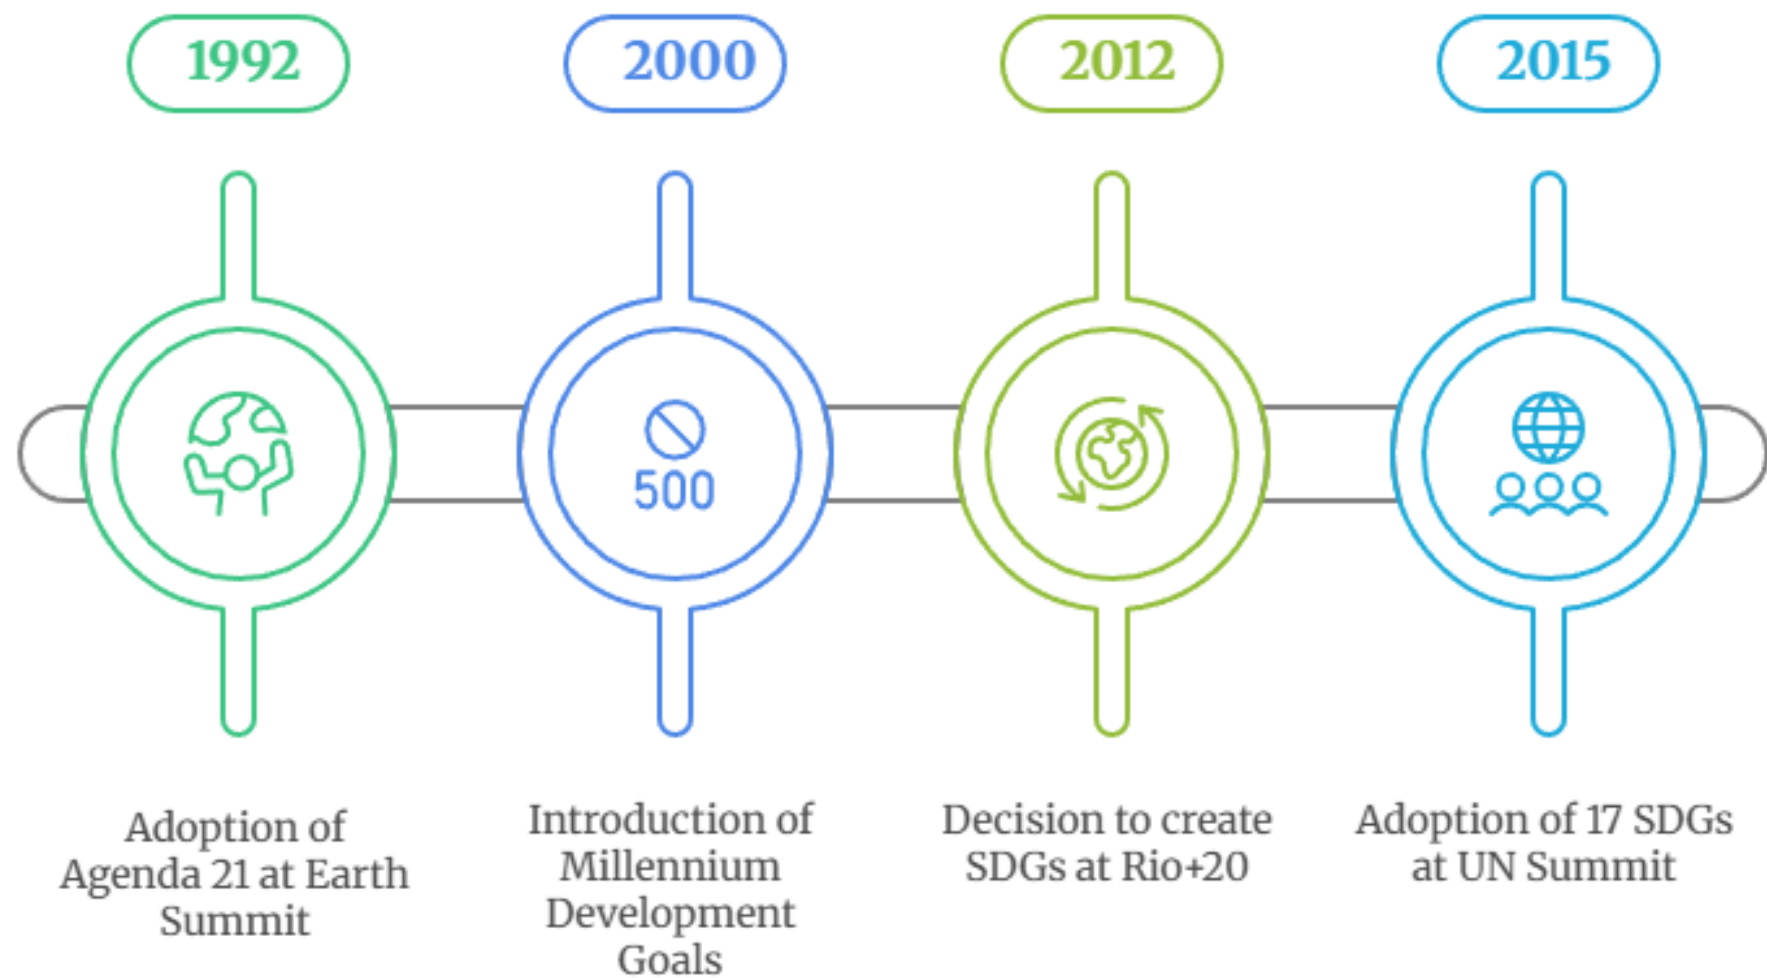 1992
2000
2012
2015
500
Adoption of
Agenda 21 at Earth
Summit
Introduction of
Millennium
Development
Goals
Decision to create
SDGs at Rio+20
Adoption of 17 SDGs
at UN Summit